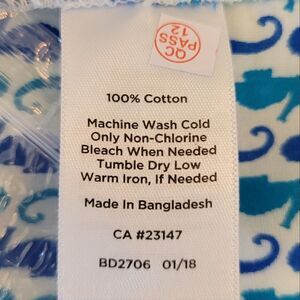 QC
PASS
12
100% Cotton
Machine Wash Cold
Only Non-Chlorine
Bleach When Needed
Tumble Dry Low
Warm Iron, If Needed
Made In Bangladesh
CA #23147
BD2706 01/18